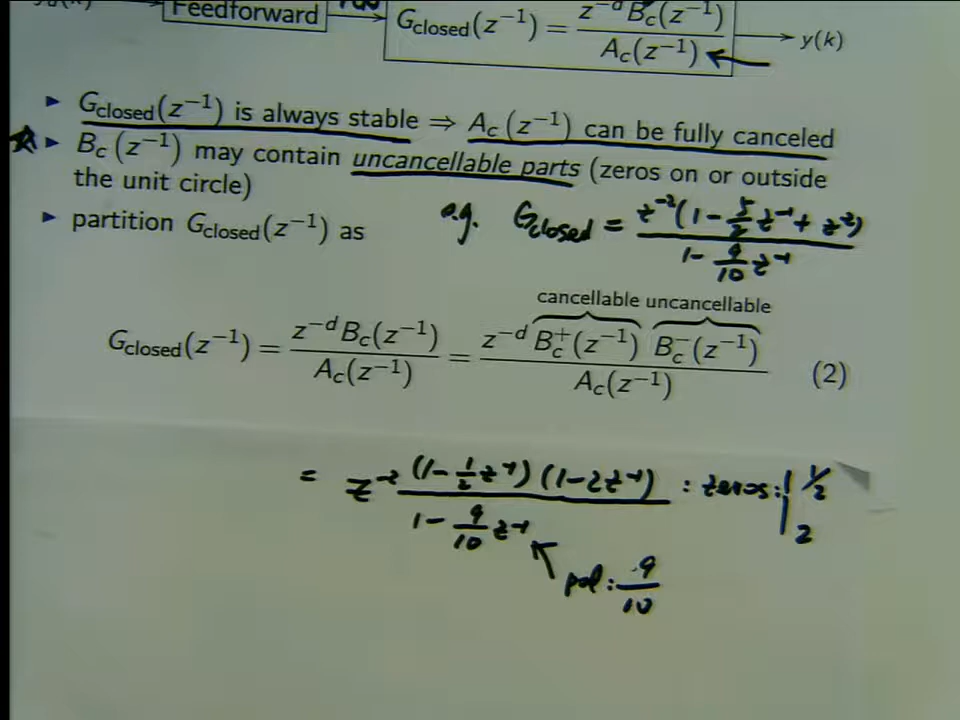 Feedforward
G_closed(z⁻¹) = z⁻ᵈ B_c(z⁻¹) / A_c(z⁻¹) → y(k)
▶ G_closed(z⁻¹) is always stable ⇒ A_c(z⁻¹) can be fully canceled
▶ B_c(z⁻¹) may contain uncancellable parts (zeros on or outside
the unit circle)
▶ partition G_closed(z⁻¹) as
e.g. G_closed = z⁻²(1 - 5/2 z⁻¹ + z⁻²) / (1 - 9/10 z⁻¹)
cancellable uncancellable
G_closed(z⁻¹) = z⁻ᵈ B_c(z⁻¹) / A_c(z⁻¹) = z⁻ᵈ B_c⁺(z⁻¹) B_c⁻(z⁻¹) / A_c(z⁻¹) (2)
= z⁻² (1 - 1/2 z⁻¹)(1 - 2z⁻¹) / (1 - 9/10 z⁻¹) : zeros: | 1/2
| 2
pol: 9/10